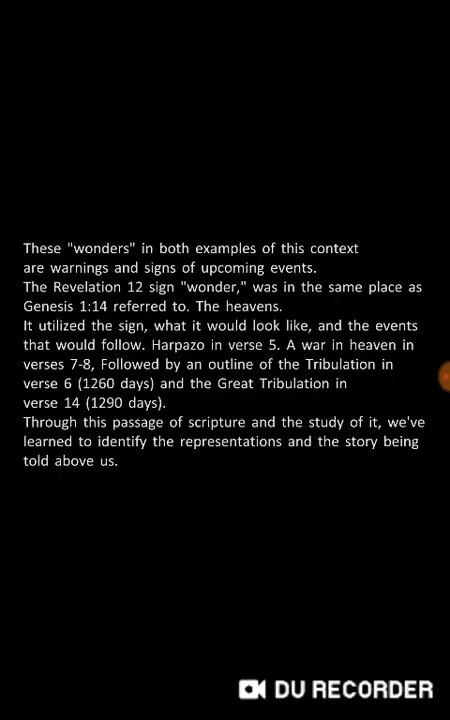 These "wonders" in both examples of this context
are warnings and signs of upcoming events.
The Revelation 12 sign "wonder," was in the same place as
Genesis 1:14 referred to. The heavens.
It utilized the sign, what it would look like, and the events
that would follow. Harpazo in verse 5. A war in heaven in
verses 7-8, Followed by an outline of the Tribulation in
verse 6 (1260 days) and the Great Tribulation in
verse 14 (1290 days).
Through this passage of scripture and the study of it, we've
learned to identify the representations and the story being
told above us.
DU RECORDER